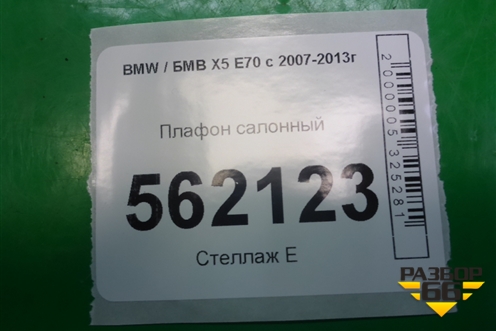 BMW / БМВ X5 E70 с 2007-2013г
Плафон салонный
562123
Стеллаж Е
2000005325281
РАЗБОР
66